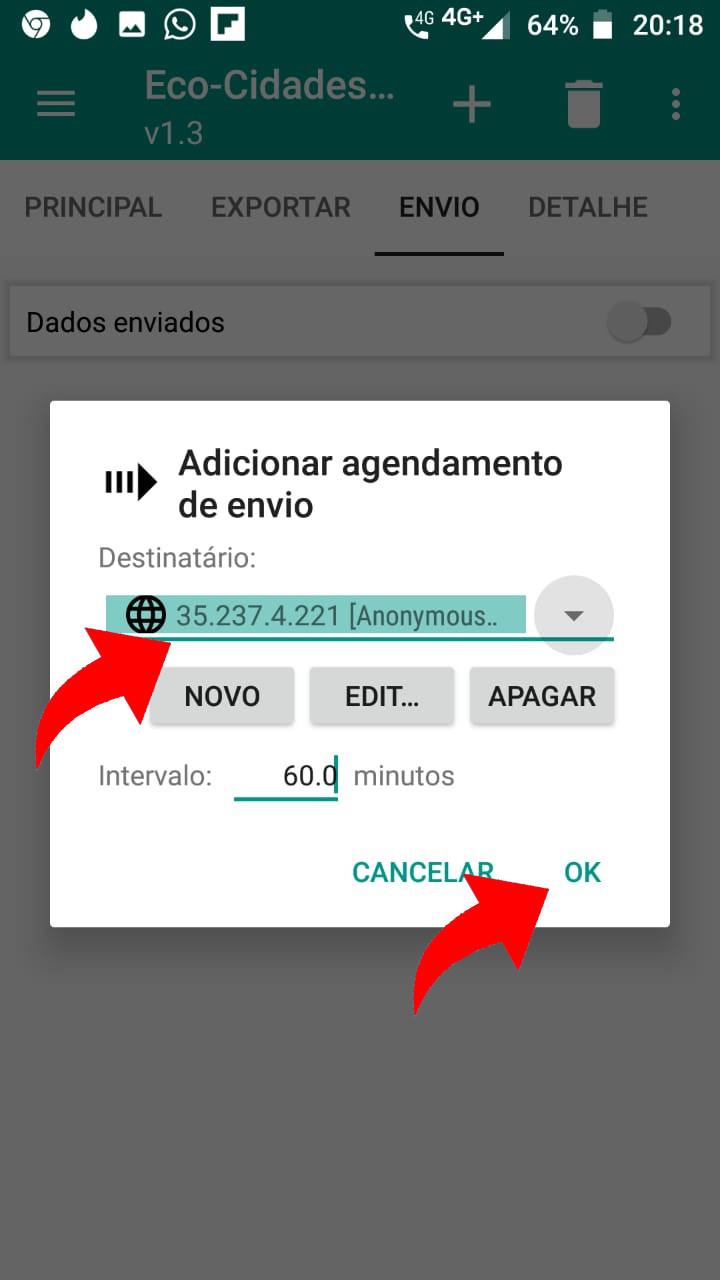 4G 4G+ 64% 20:18
Eco-Cidades...
v1.3
PRINCIPAL EXPORTAR ENVIO DETALHE
Dados enviados
Adicionar agendamento
de envio
Destinatário:
35.237.4.221 [Anonymous..
NOVO EDIT... APAGAR
Intervalo: 60.0 minutos
CANCELAR OK